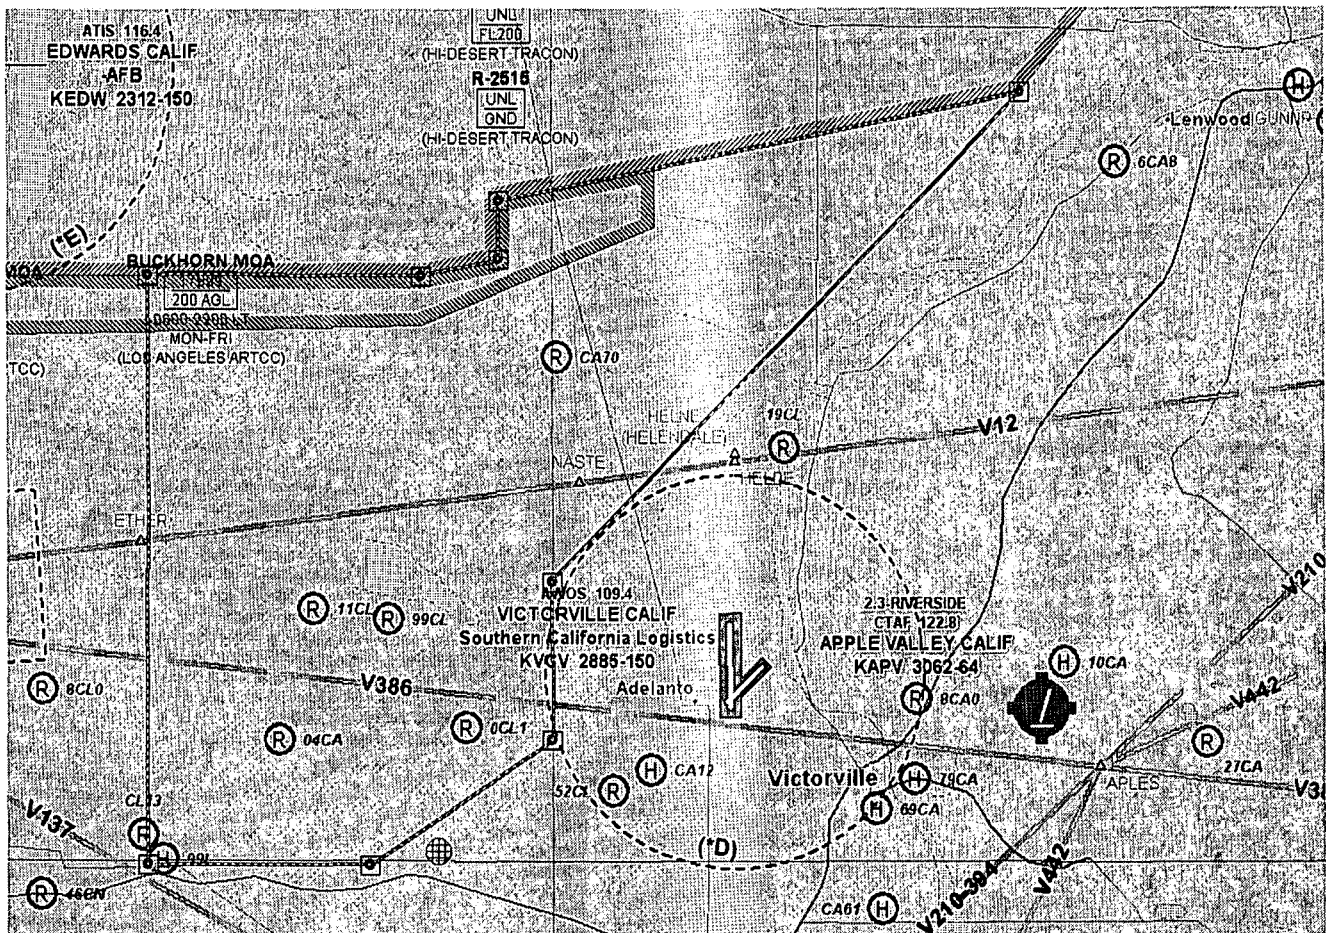 ATIS 116.4
EDWARDS CALIF
AFB
KEDW 2312-150
UNL
FL200
(HI-DESERT TRACON)
R-2515
UNL
GND
(HI-DESERT TRACON)
Lenwood
H
R 6CA8
(*E)
MOA
BUCKHORN MOA
200 AGL
MON-FRI
(LOS ANGELES ARTCC)
TCC)
R CA70
HELNE
(HELENDALE)
19CL
R
V12
NASTE
ETHER
V210
AWOS 109.4
VICTORVILLE CALIF
Southern California Logistics
KVCV 2885-150
R 11CL
R 99CL
2.3-RIVERSIDE
CTAF 122.8
APPLE VALLEY CALIF
KAPV 3062-64
H 10CA
R 8CL0
V386
Adelanto
R 8CA0
V442
R 04CA
R 0CL1
R
27CA
H CA12
52CL R
Victorville
H 79CA
APLES
H 69CA
CL13
R
V137
H 99L
(*D)
R 46CN
CA61 H
V210-394
V442